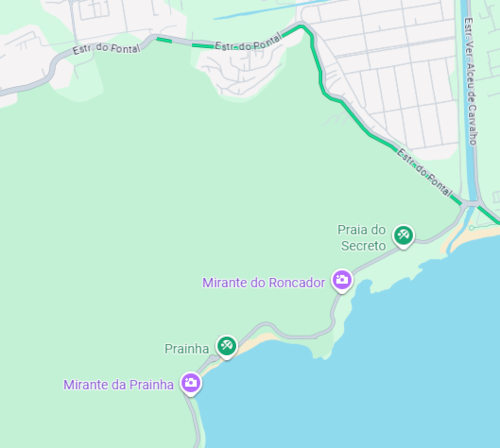 Estr. do Fontal
Estr. do Pontal
Estr. Ver. Alceu de Carvalho
Estr. do Pontal
Praia do
Secreto
Mirante do Roncador
Prainha
Mirante da Prainha